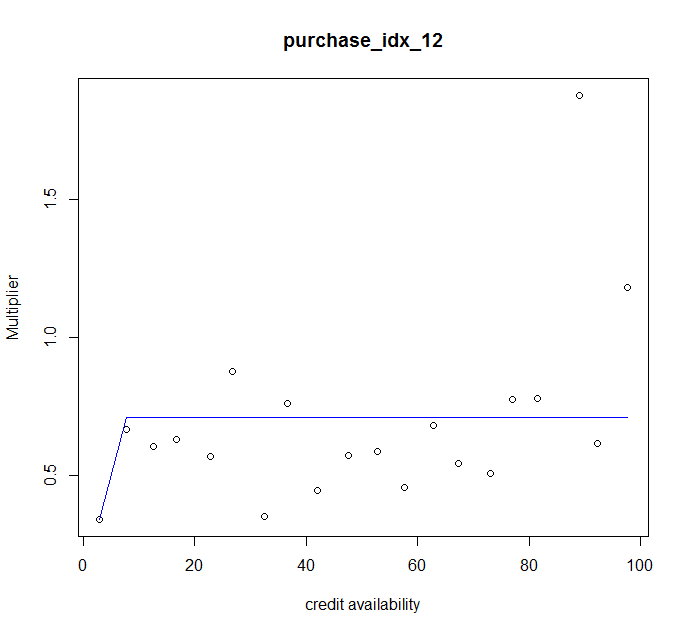 purchase_idx_12
Multiplier
1.5
1.0
0.5
0 20 40 60 80 100
credit availability